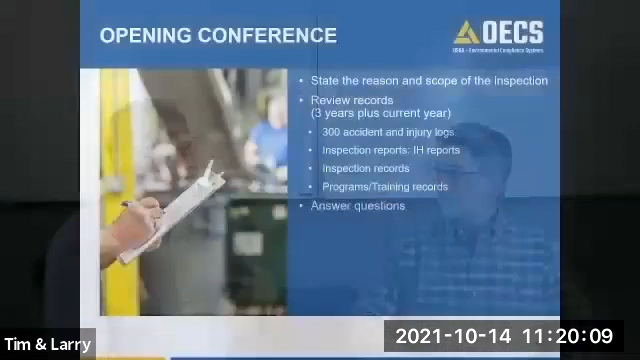 OPENING CONFERENCE
OECS
OSHA - Environmental Compliance Systems
• State the reason and scope of the inspection
• Review records
(3 years plus current year)
• 300 accident and injury logs
• Inspection reports: IH reports
• Inspection records
• Programs/Training records
• Answer questions
Tim & Larry
2021-10-14 11:20:09